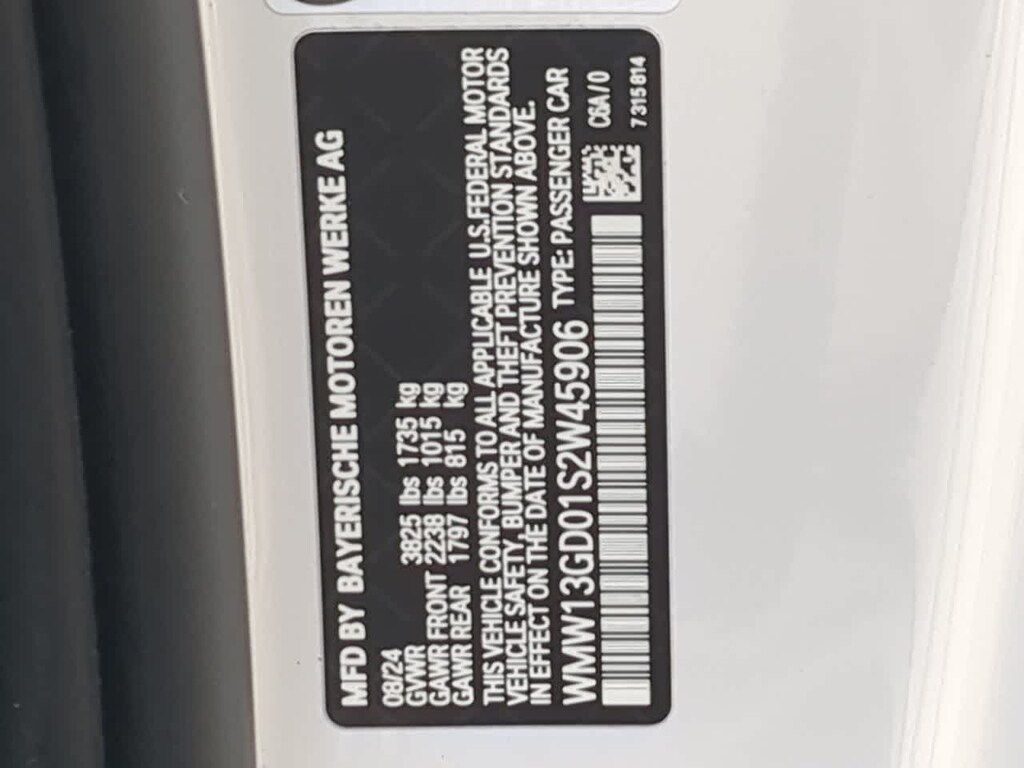 MFD BY BAYERISCHE MOTOREN WERKE AG
08/24
GVWR 3825 lbs 1735 kg
GAWR FRONT 2238 lbs 1015 kg
GAWR REAR 1797 lbs 815 kg
THIS VEHICLE CONFORMS TO ALL APPLICABLE U.S.FEDERAL MOTOR
VEHICLE SAFETY, BUMPER AND THEFT PREVENTION STANDARDS
IN EFFECT ON THE DATE OF MANUFACTURE SHOWN ABOVE.
WMW13GD01S2W45906 TYPE: PASSENGER CAR
C6A / 0
7 315 814